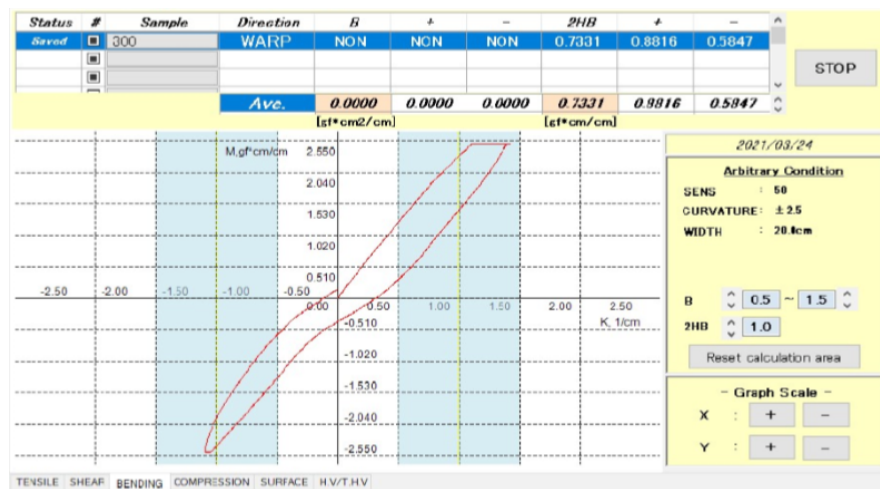 Status # Sample Direction B + - 2HB + -
Saved 300 WARP NON NON NON 0.7331 0.8816 0.5847
STOP
Ave. 0.0000 0.0000 0.0000 0.7331 0.8816 0.5847
[gf*cm2/cm] [gf*cm/cm]
2021/03/24
M,gf*cm/cm 2.550
Arbitrary Condition
2.040
SENS : 50
1.530
CURVATURE: ±2.5
WIDTH : 20.0cm
1.020
0.510
-2.50 -2.00 -1.50 -1.00 -0.50 0.00 0.50 1.00 1.50 2.00 2.50
K, 1/cm
B 0.5 ~ 1.5
-0.510
2HB 1.0
-1.020
Reset calculation area
-1.530
- Graph Scale -
-2.040
X : + -
-2.550
Y : + -
TENSILE SHEAR BENDING COMPRESSION SURFACE H.V/T.H.V